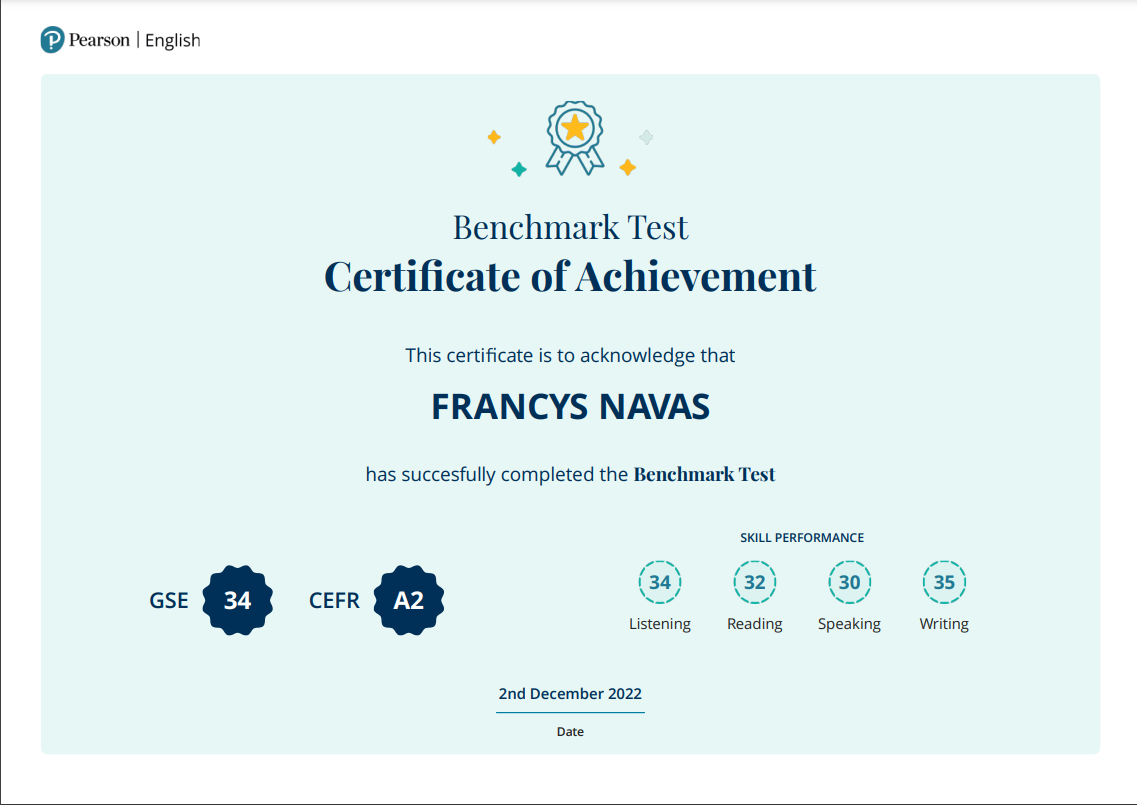 Pearson | English
Benchmark Test
Certificate of Achievement
This certificate is to acknowledge that
FRANCYS NAVAS
has succesfully completed the Benchmark Test
GSE 34 CEFR A2
SKILL PERFORMANCE
34 32 30 35
Listening Reading Speaking Writing
2nd December 2022
Date